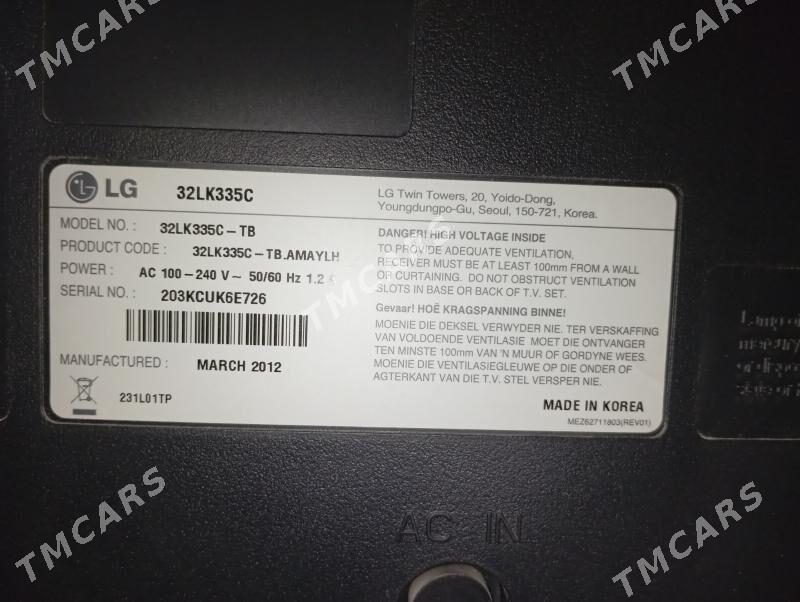 LG 32LK335C
LG Twin Towers, 20, Yoido-Dong,
Youngdungpo-Gu, Seoul, 150-721, Korea.
MODEL NO. : 32LK335C-TB
PRODUCT CODE : 32LK335C-TB.AMAYLH
POWER : AC 100-240 V~ 50/60 Hz 1.2
SERIAL NO. : 203KCUK6E726
MANUFACTURED : MARCH 2012
231L01TP
DANGER! HIGH VOLTAGE INSIDE
TO PROVIDE ADEQUATE VENTILATION,
RECEIVER MUST BE AT LEAST 100mm FROM A WALL
OR CURTAINING. DO NOT OBSTRUCT VENTILATION
SLOTS IN BASE OR BACK OF T.V. SET.
Gevaar! HOË KRAGSPANNING BINNE!
MOENIE DIE DEKSEL VERWYDER NIE. TER VERSKAFFING
VAN VOLDOENDE VENTILASIE MOET DIE ONTVANGER
TEN MINSTE 100mm VAN 'N MUUR OF GORDYNE WEES.
MOENIE DIE VENTILASIEGLEUWE OP DIE ONDER OF
AGTERKANT VAN DIE T.V. STEL VERSPER NIE.
MADE IN KOREA
MEZ62711803(REV01)
AC IN
TMCARS
TMCARS
TMCARS
TMCARS
TMCARS